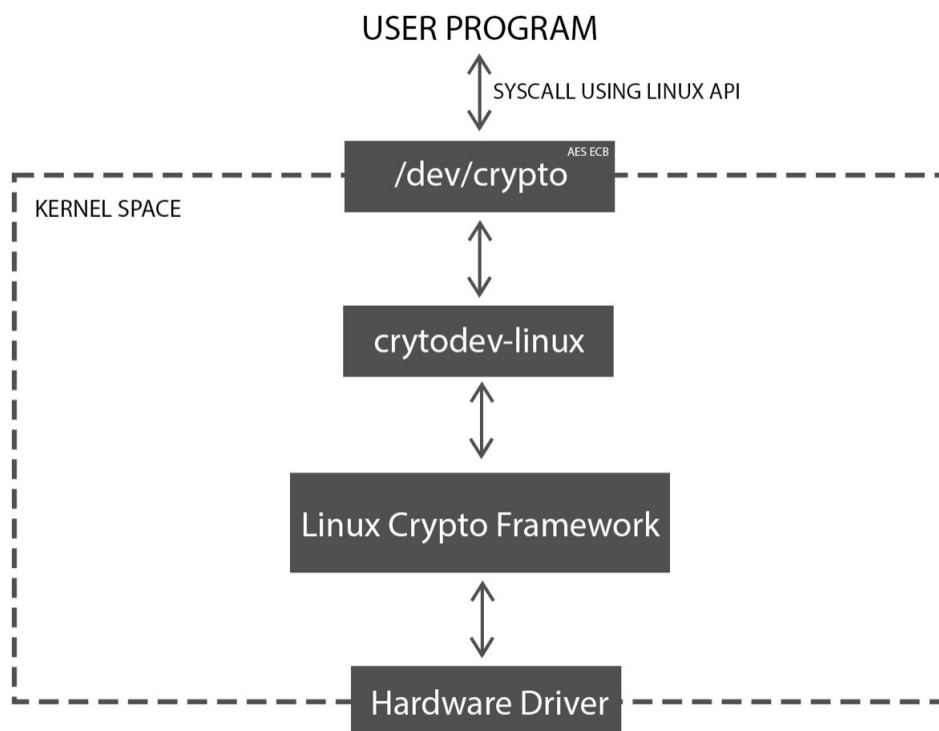 USER PROGRAM
SYSCALL USING LINUX API
AES ECB
/dev/crypto
KERNEL SPACE
crytodev-linux
Linux Crypto Framework
Hardware Driver